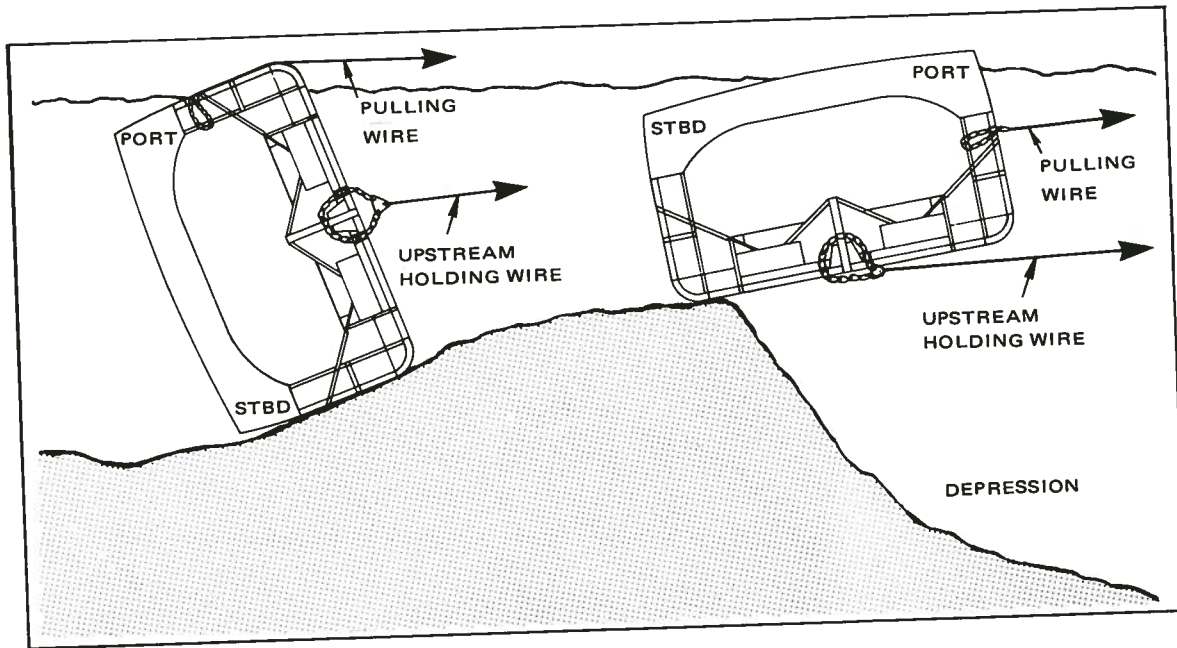 PORT
PULLING
WIRE
UPSTREAM
HOLDING WIRE
STBD
PORT
STBD
PULLING
WIRE
UPSTREAM
HOLDING WIRE
DEPRESSION